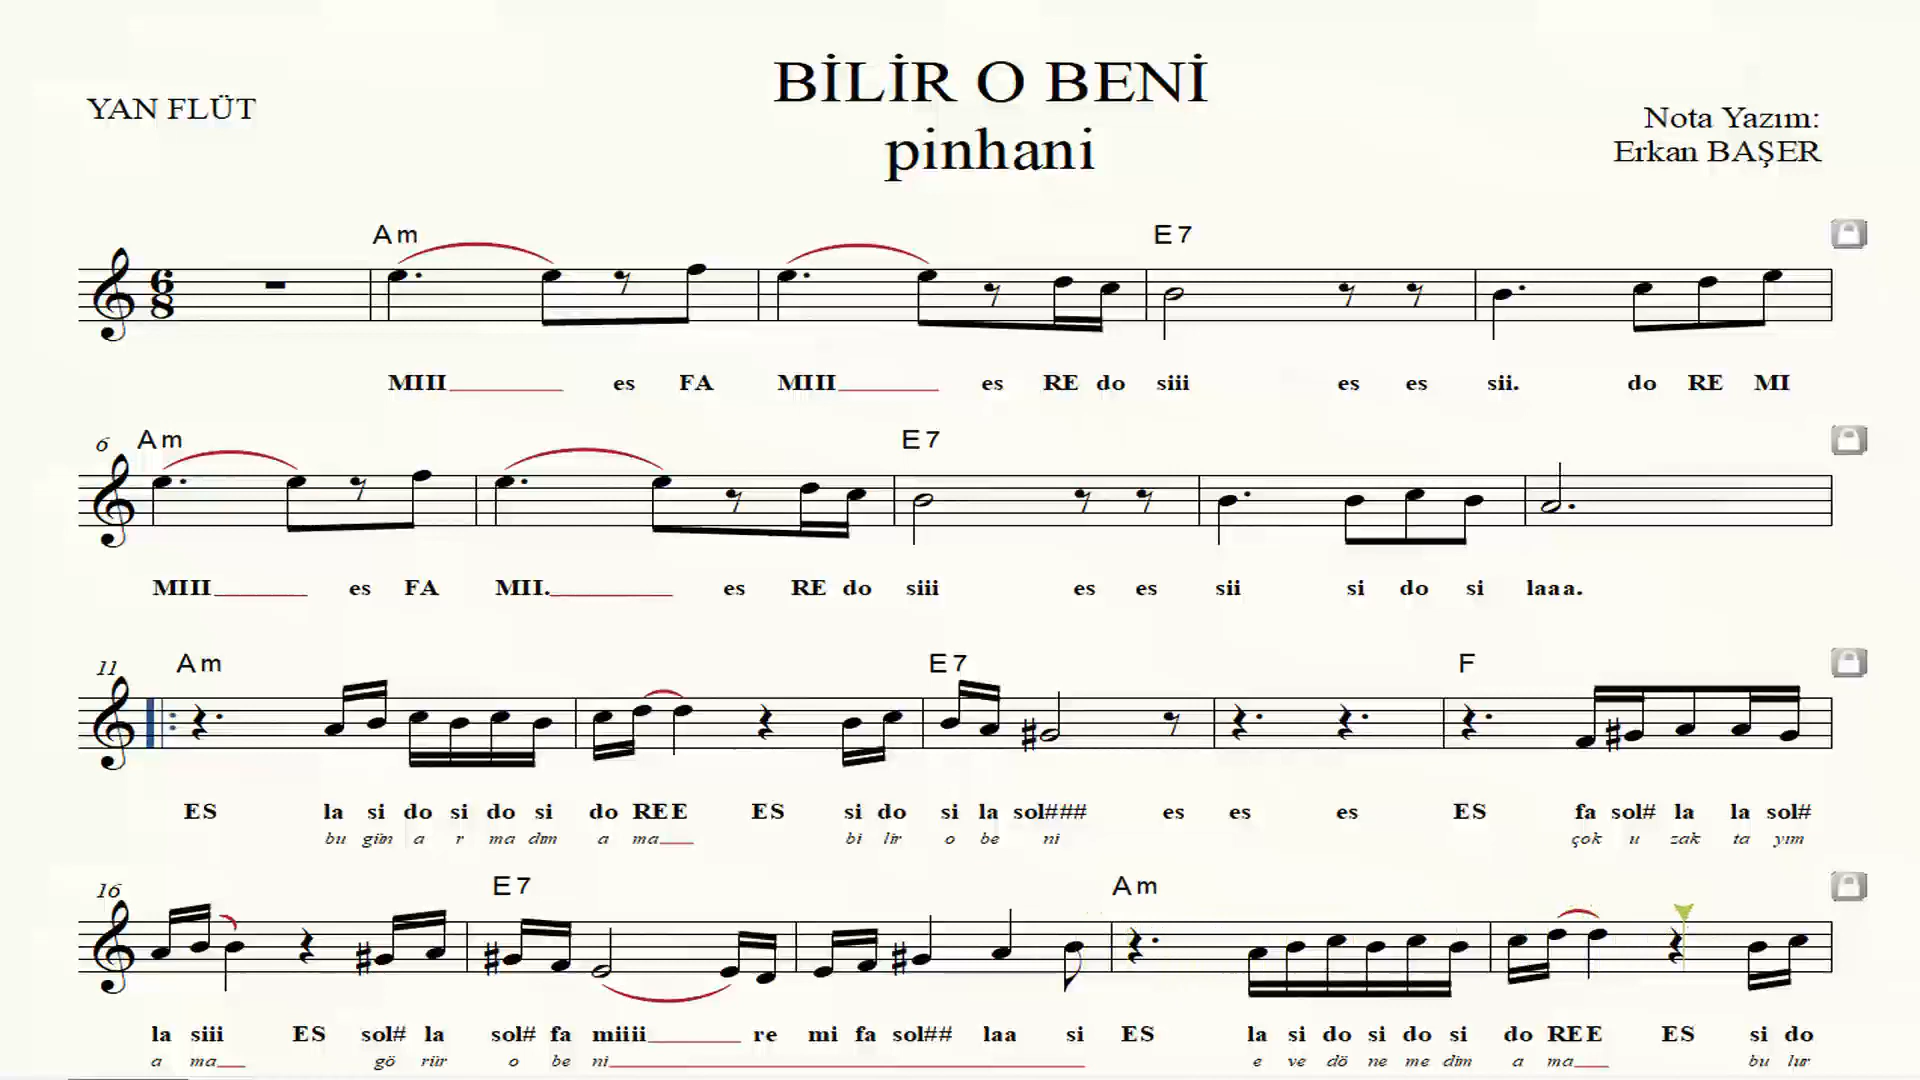 BİLİR O BENİ
YAN FLÜT
pinhani
Nota Yazım:
Erkan BAŞER
Am E7
6 8
MIII es FA MIII es RE do siii es es sii. do RE MI
6 Am E7
MIII es FA MII. es RE do siii es es sii si do si laaa.
11 Am E7 F
ES la si do si do si do REE ES si do si la sol### es es es ES fa sol# la la sol#
bu gün a r ma dım a ma bi lir o be ni çok u zak ta yım
16 E7 Am
la siii ES sol# la sol# fa miiii re mi fa sol## laa si ES la si do si do si do REE ES si do
a ma gö rür o be ni e ve dö ne me dim a ma bu lur